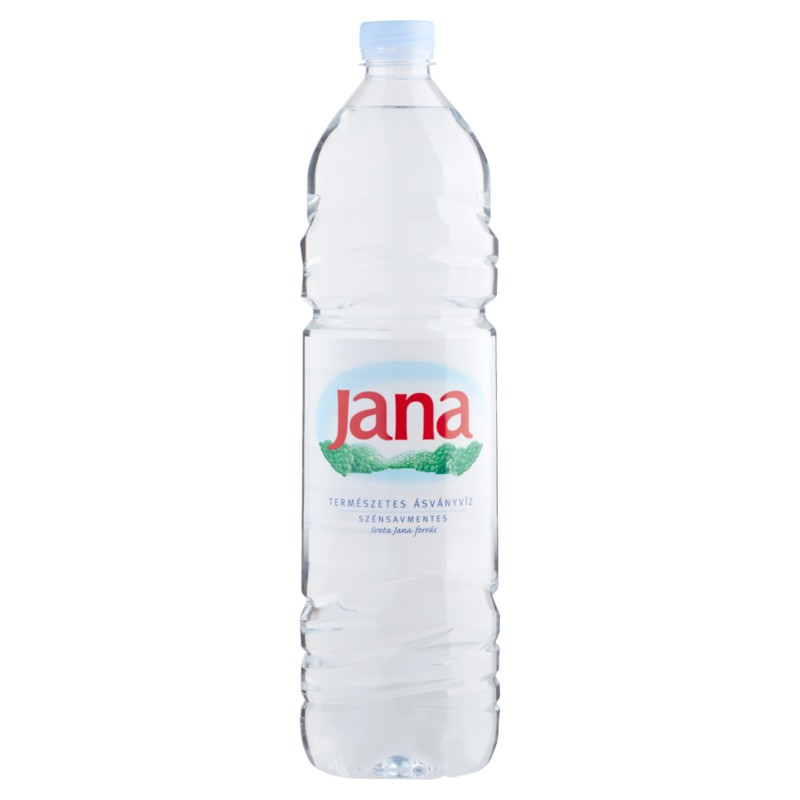 Jana
TERMÉSZETES ÁSVÁNYVÍZ
SZÉNSAVMENTES
Sveta Jana forrás